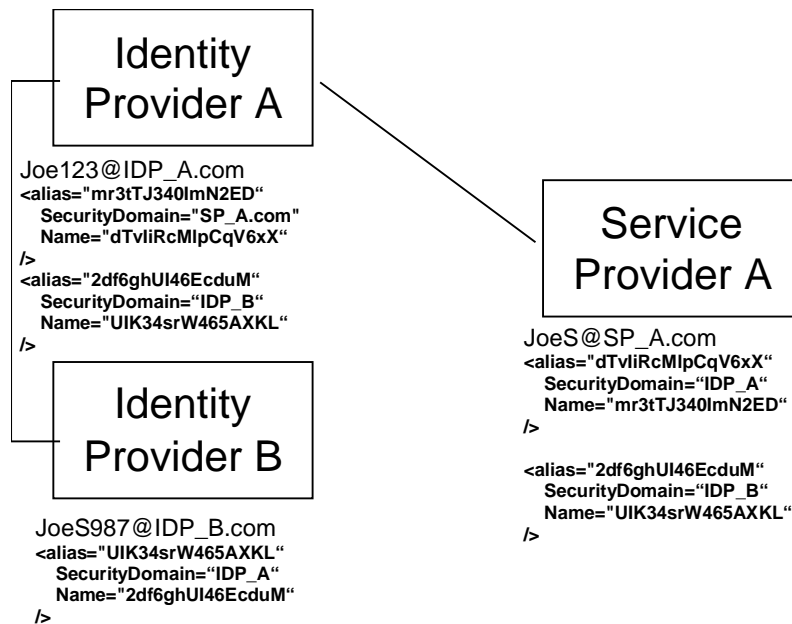 Identity
Provider A
Joe123@IDP_A.com
<alias="mr3tTJ340ImN2ED“
SecurityDomain="SP_A.com"
Name="dTvIiRcMlpCqV6xX“
/>
<alias="2df6ghUI46EcduM“
SecurityDomain=“IDP_B“
Name="UIK34srW465AXKL“
/>
Identity
Provider B
JoeS987@IDP_B.com
<alias="UIK34srW465AXKL“
SecurityDomain=“IDP_A“
Name="2df6ghUI46EcduM“
/>
Service
Provider A
JoeS@SP_A.com
<alias="dTvIiRcMlpCqV6xX“
SecurityDomain=“IDP_A“
Name="mr3tTJ340ImN2ED“
/>
<alias="2df6ghUI46EcduM“
SecurityDomain=“IDP_B“
Name="UIK34srW465AXKL“
/>